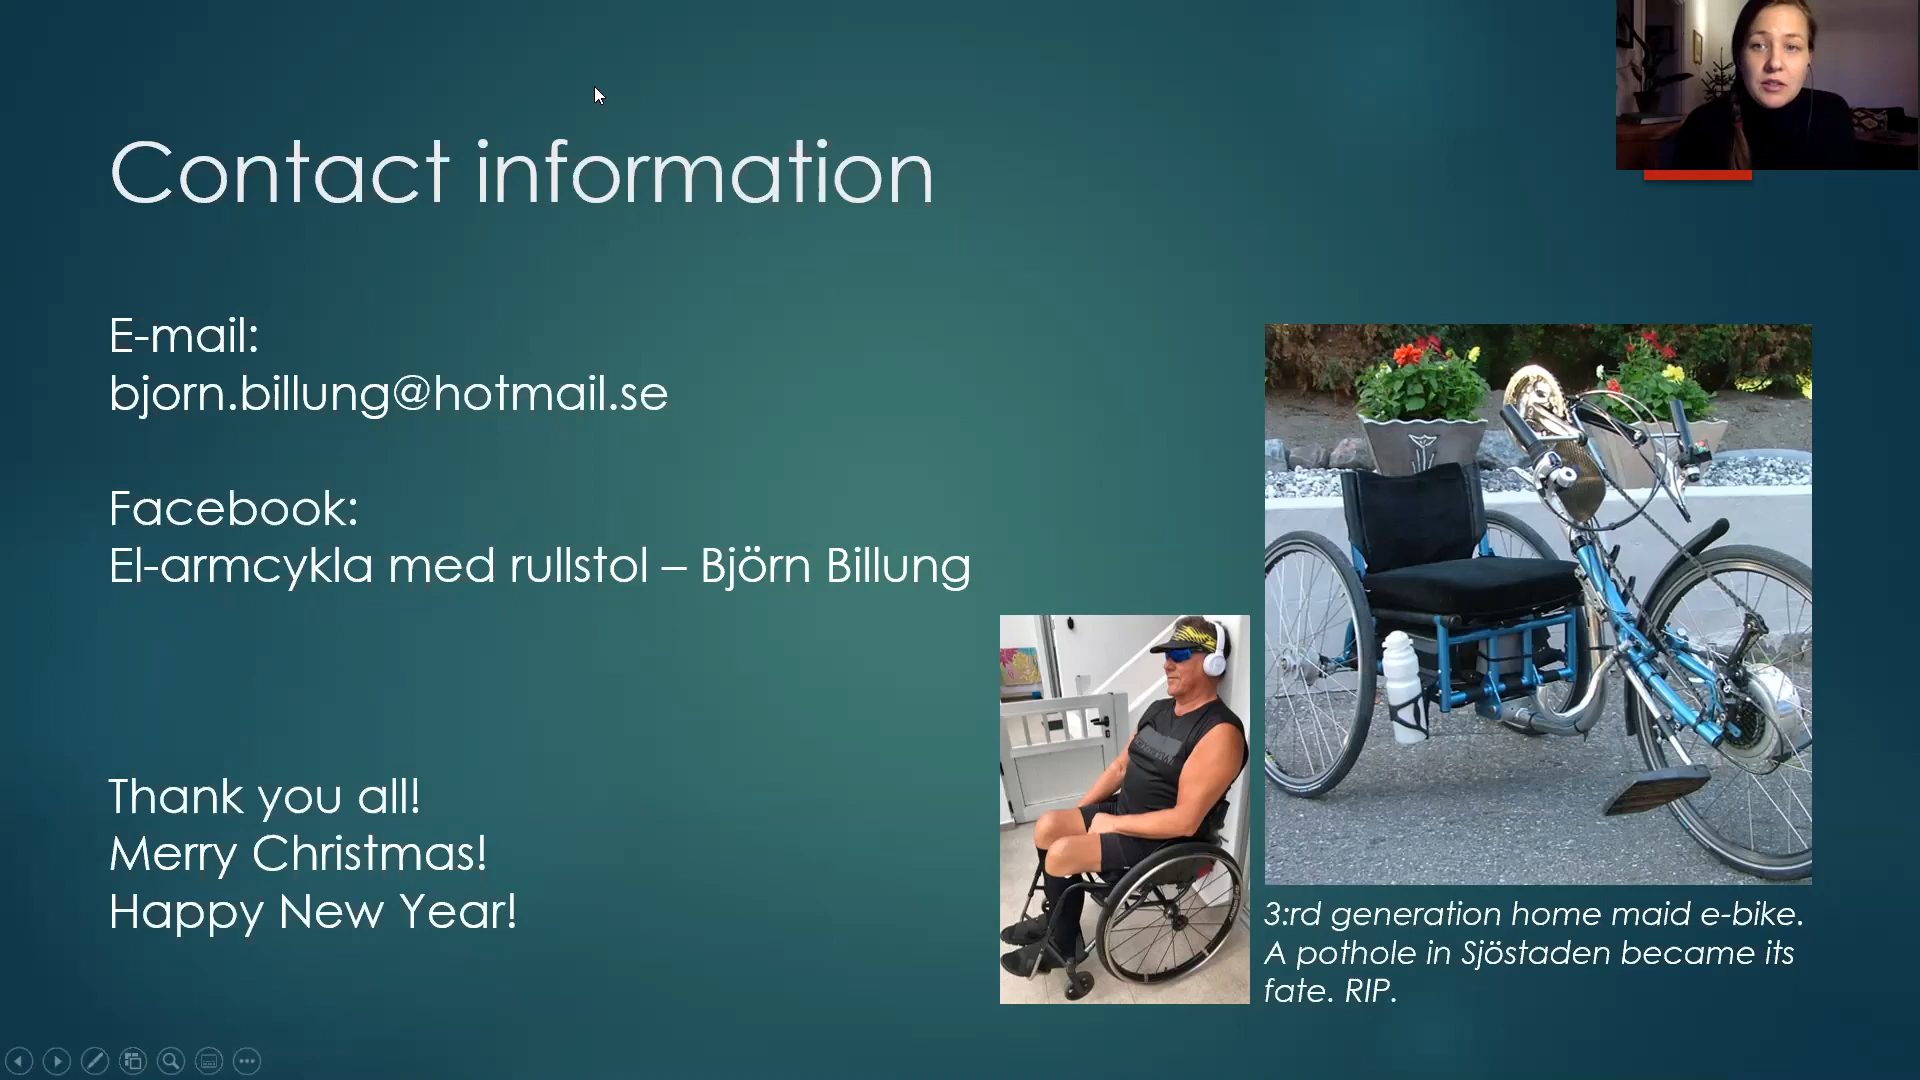 Contact information
E-mail:
bjorn.billung@hotmail.se
Facebook:
El-armcykla med rullstol – Björn Billung
Thank you all!
Merry Christmas!
Happy New Year!
3:rd generation home maid e-bike.
A pothole in Sjöstaden became its
fate. RIP.